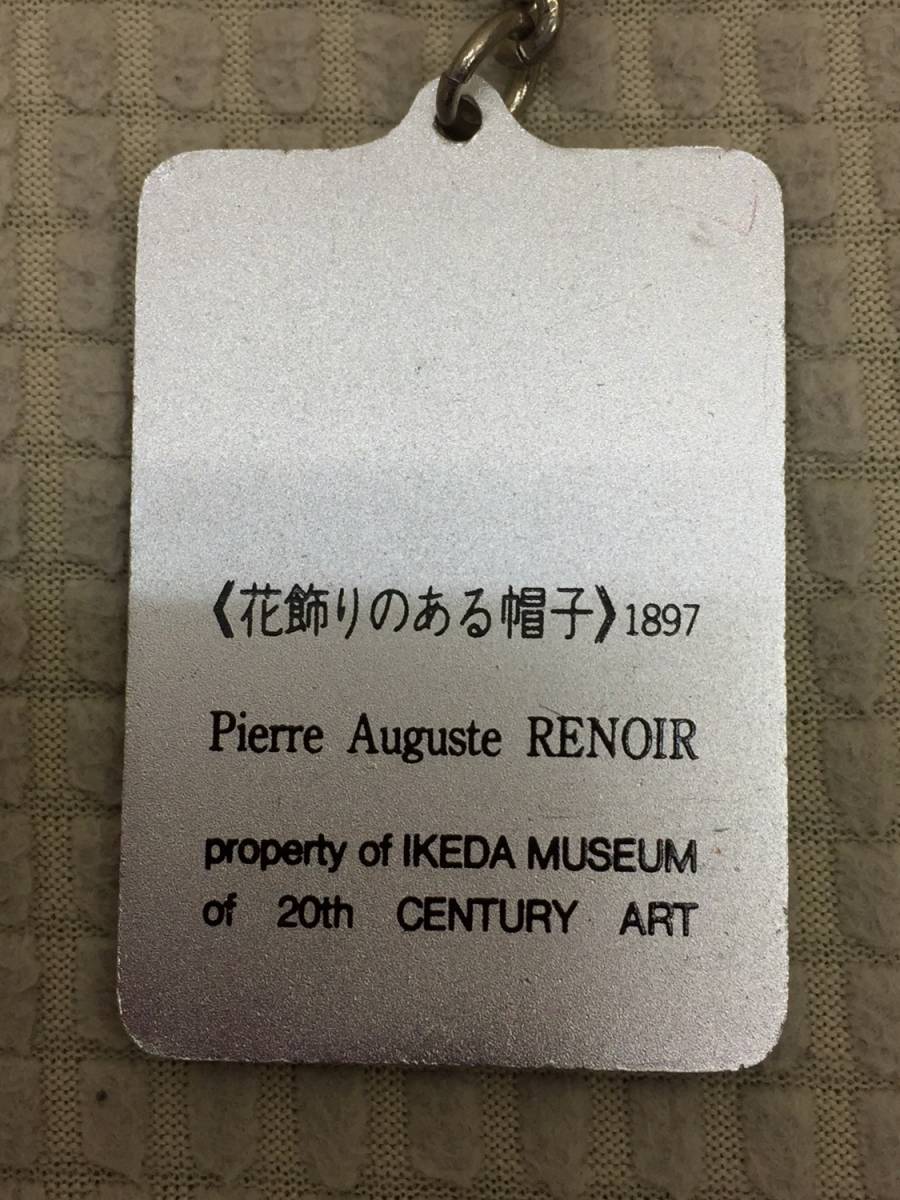 《花飾りのある帽子》1897
Pierre Auguste RENOIR
property of IKEDA MUSEUM
of 20th CENTURY ART